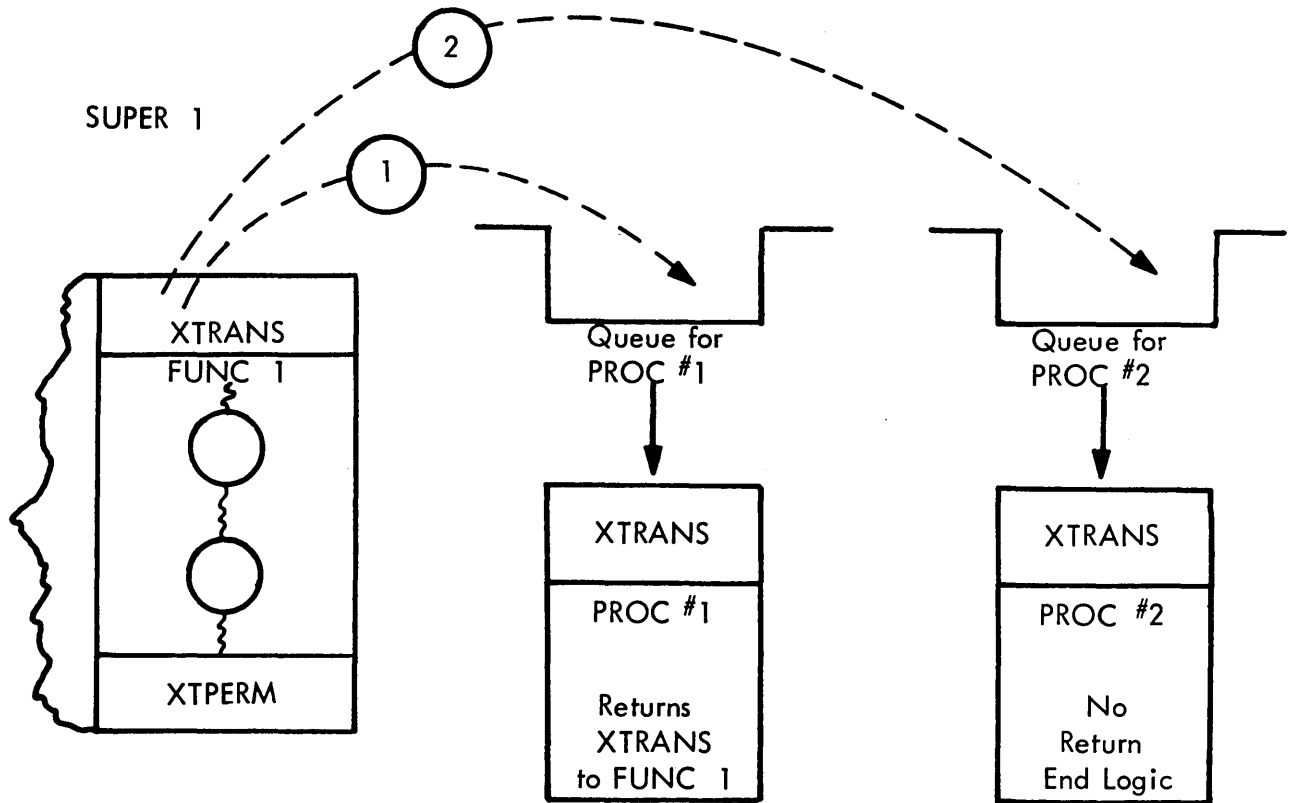 2
SUPER 1
1
XTRANS
FUNC 1
XTPERM
Queue for
PROC #1
XTRANS
PROC #1
Returns
XTRANS
to FUNC 1
Queue for
PROC #2
XTRANS
PROC #2
No
Return
End Logic